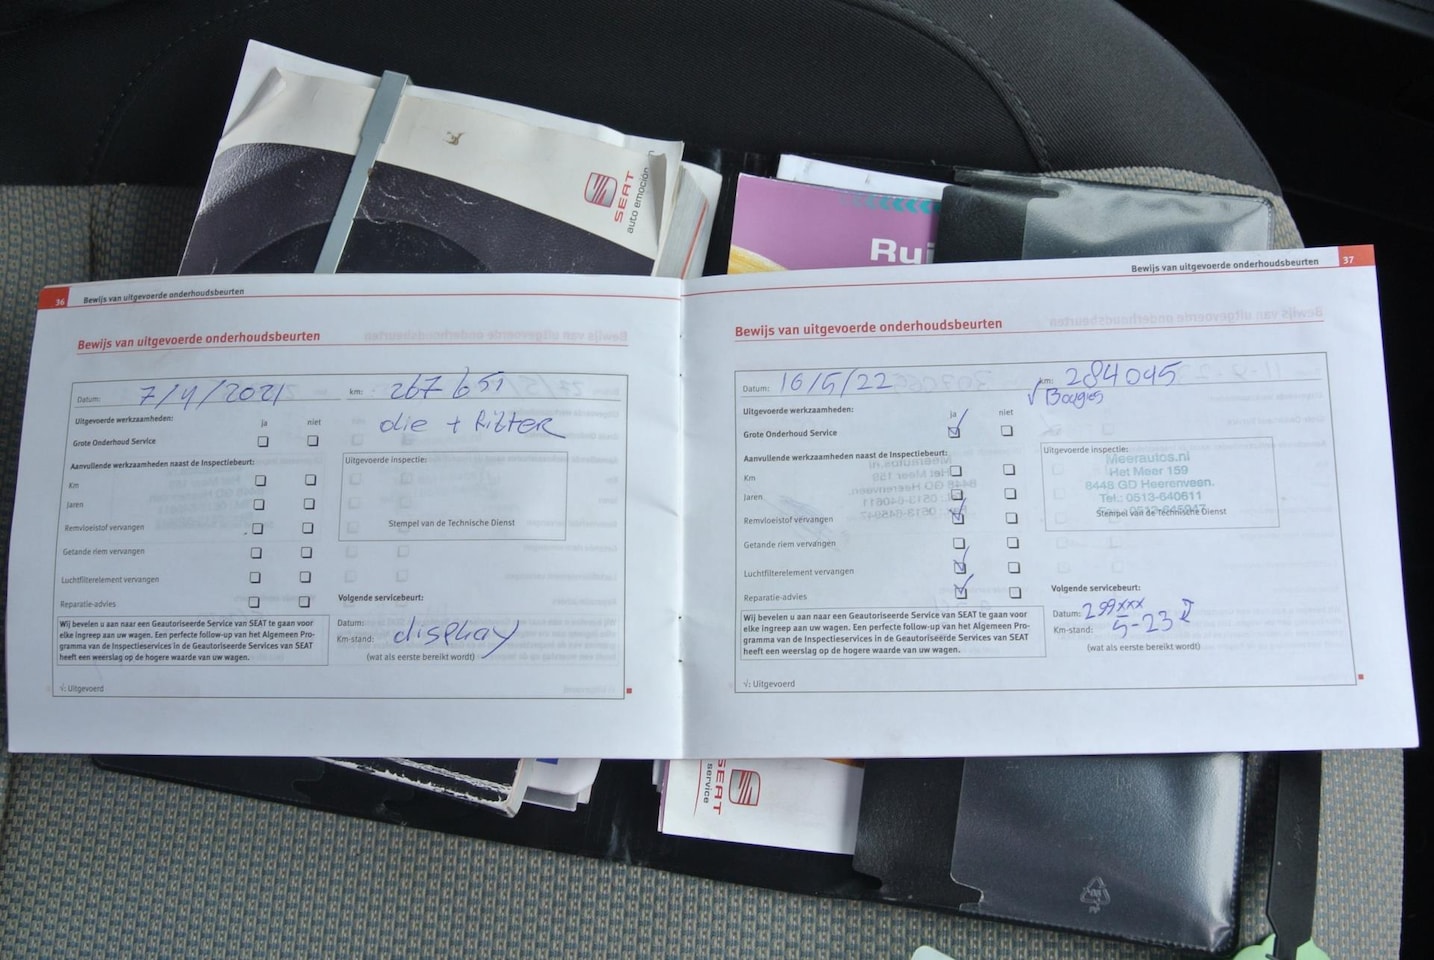 SEAT
auto emoción
Rui
36 Bewijs van uitgevoerde onderhoudsbeurten
Bewijs van uitgevoerde onderhoudsbeurten
Datum: 7/4/2021 km: 267651
Uitgevoerde werkzaamheden: ja niet olie + filter
Grote Onderhoud Service
Aanvullende werkzaamheden naast de Inspectiebeurt: Uitgevoerde inspectie:
Km
Jaren
Remvloeistof vervangen Stempel van de Technische Dienst
Getande riem vervangen
Luchtfilterelement vervangen
Reparatie-advies Volgende servicebeurt:
Wij bevelen u aan naar een Geautoriseerde Service van SEAT te gaan voor
elke ingreep aan uw wagen. Een perfecte follow-up van het Algemeen Pro-
gramma van de Inspectieservices in de Geautoriseerde Services van SEAT
heeft een weerslag op de hogere waarde van uw wagen.
Datum:
Km-stand: display
(wat als eerste bereikt wordt)
√: Uitgevoerd
Bewijs van uitgevoerde onderhoudsbeurten 37
Bewijs van uitgevoerde onderhoudsbeurten
Datum: 16/5/22 km: 284095
√ Bougies
Uitgevoerde werkzaamheden: ja niet
Grote Onderhoud Service
Aanvullende werkzaamheden naast de Inspectiebeurt: Uitgevoerde inspectie:
Km
Jaren
Remvloeistof vervangen
Getande riem vervangen
Luchtfilterelement vervangen
Reparatie-advies
Meerautos.nl
Het Meer 159
8448 GD Heerenveen.
Tel.: 0513-640611
0513-645947
Stempel van de Technische Dienst
Volgende servicebeurt:
Datum: 299xxx
Km-stand: 5-23
(wat als eerste bereikt wordt)
Wij bevelen u aan naar een Geautoriseerde Service van SEAT te gaan voor
elke ingreep aan uw wagen. Een perfecte follow-up van het Algemeen Pro-
gramma van de Inspectieservices in de Geautoriseerde Services van SEAT
heeft een weerslag op de hogere waarde van uw wagen.
√: Uitgevoerd
SEAT
service